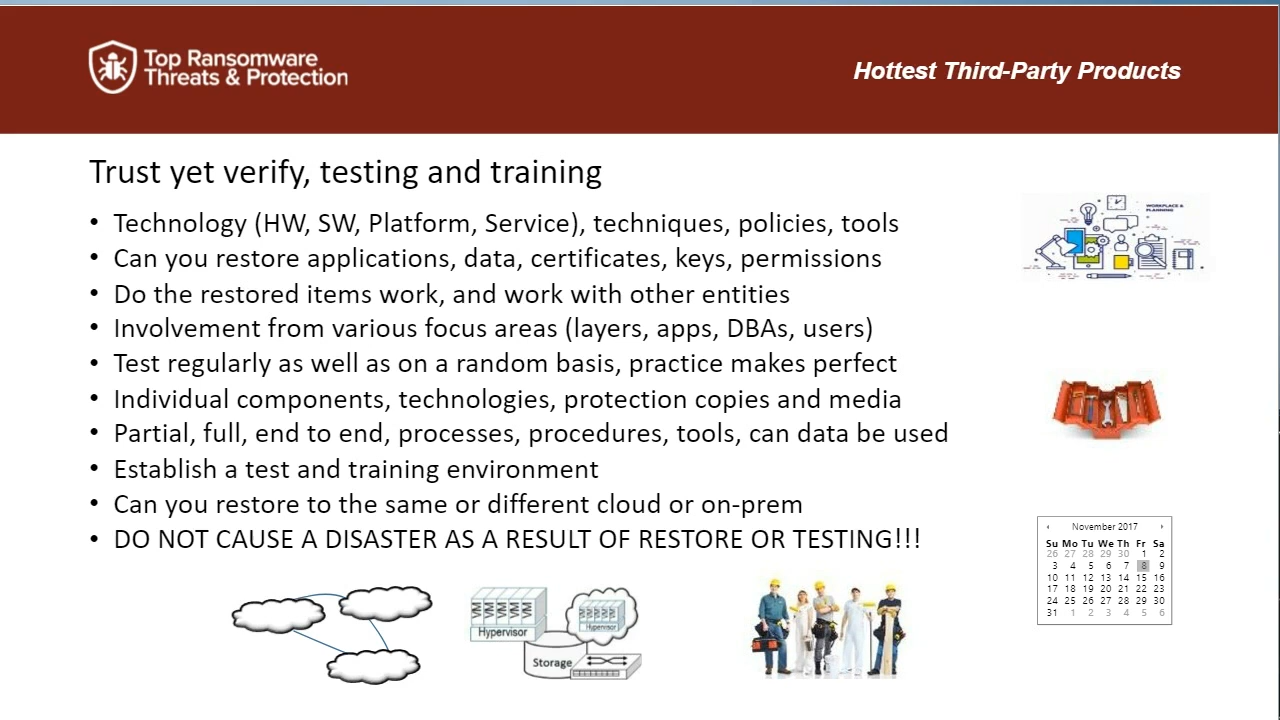 Top Ransomware
Threats & Protection
Hottest Third-Party Products
Trust yet verify, testing and training
• Technology (HW, SW, Platform, Service), techniques, policies, tools
• Can you restore applications, data, certificates, keys, permissions
• Do the restored items work, and work with other entities
• Involvement from various focus areas (layers, apps, DBAs, users)
• Test regularly as well as on a random basis, practice makes perfect
• Individual components, technologies, protection copies and media
• Partial, full, end to end, processes, procedures, tools, can data be used
• Establish a test and training environment
• Can you restore to the same or different cloud or on-prem
• DO NOT CAUSE A DISASTER AS A RESULT OF RESTORE OR TESTING!!!
WORKPLACE &
PLANNING
November 2017
Su Mo Tu We Th Fr Sa
26 27 28 29 30 1 2
3 4 5 6 7 8 9
10 11 12 13 14 15 16
17 18 19 20 21 22 23
24 25 26 27 28 29 30
31 1 2 3 4 5 6
VM VM VM VM VM
Hypervisor
Hypervisor
Storage